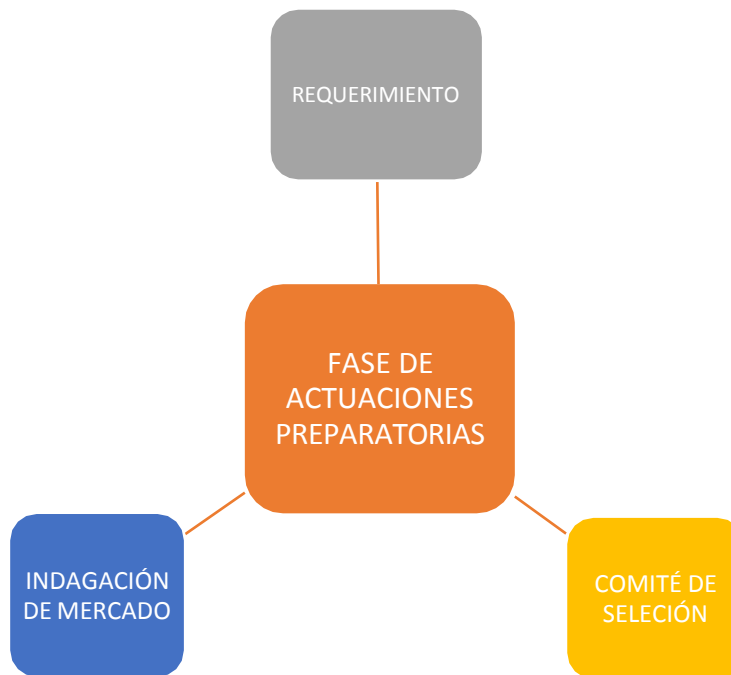 REQUERIMIENTO
FASE DE
ACTUACIONES
PREPARATORIAS
INDAGACIÓN
DE MERCADO
COMITÉ DE
SELECIÓN